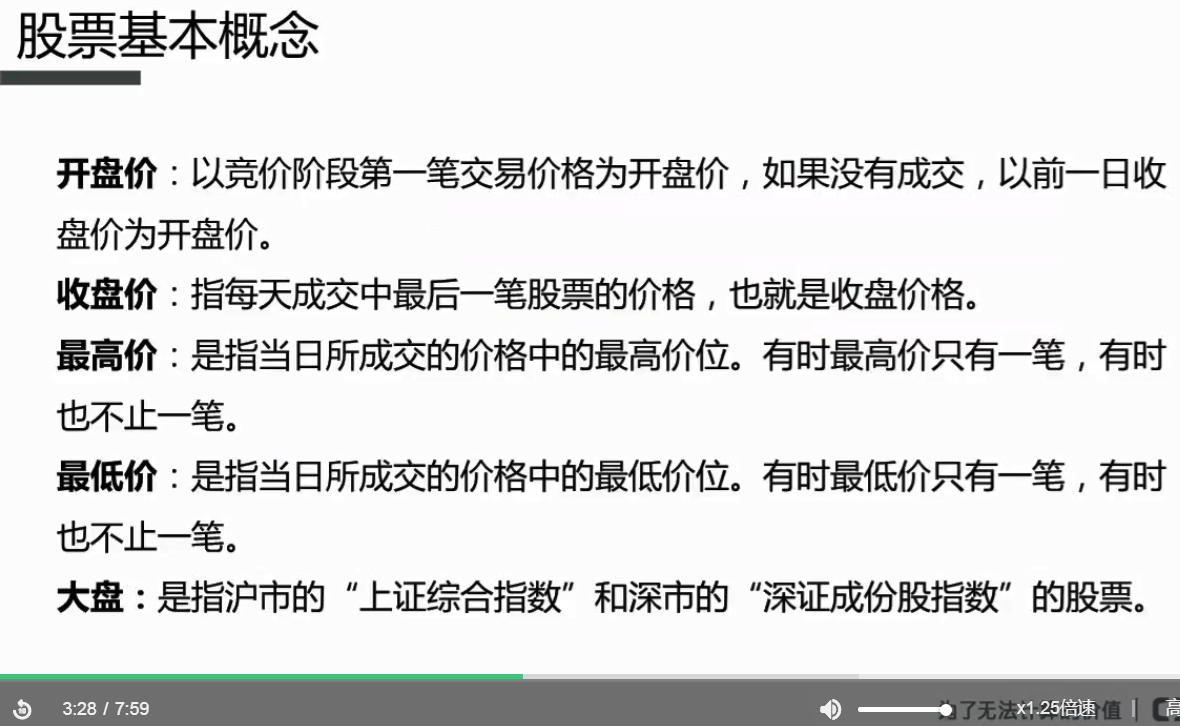 股票基本概念
开盘价：以竞价阶段第一笔交易价格为开盘价，如果没有成交，以前一日收
盘价为开盘价。
收盘价：指每天成交中最后一笔股票的价格，也就是收盘价格。
最高价：是指当日所成交的价格中的最高价位。有时最高价只有一笔，有时
也不止一笔。
最低价：是指当日所成交的价格中的最低价位。有时最低价只有一笔，有时
也不止一笔。
大盘：是指沪市的“上证综合指数”和深市的“深证成份股指数”的股票。
3:28 / 7:59 x1.25倍速